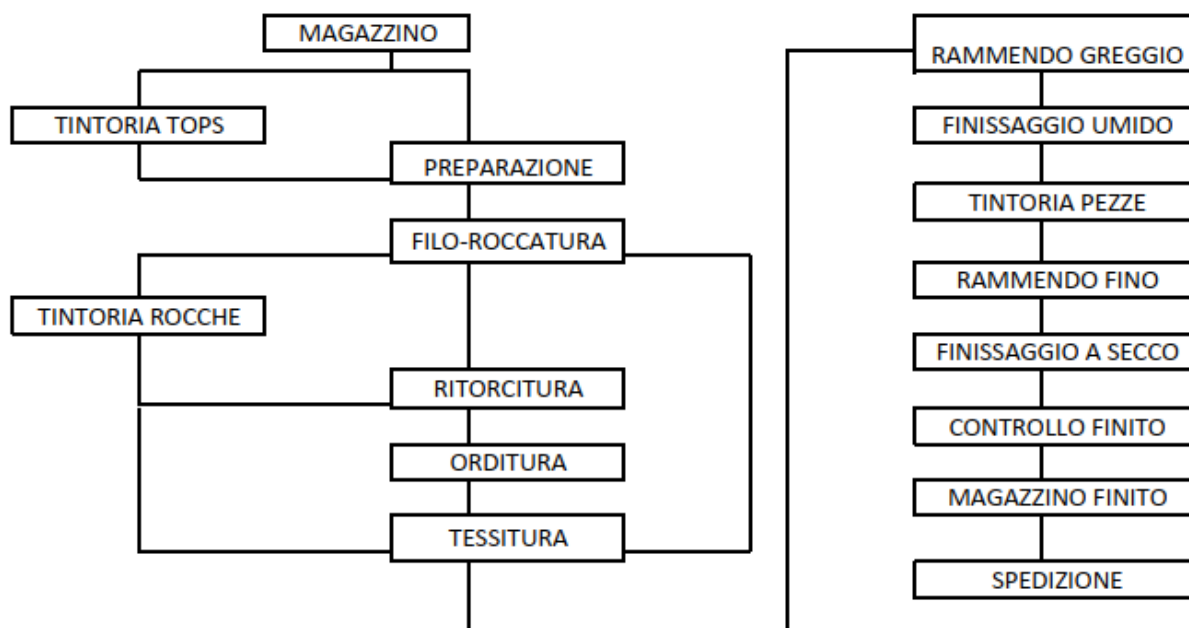 MAGAZZINO
TINTORIA TOPS
PREPARAZIONE
FILO-ROCCATURA
TINTORIA ROCCHE
RITORCITURA
ORDITURA
TESSITURA
RAMMENDO GREGGIO
FINISSAGGIO UMIDO
TINTORIA PEZZE
RAMMENDO FINO
FINISSAGGIO A SECCO
CONTROLLO FINITO
MAGAZZINO FINITO
SPEDIZIONE